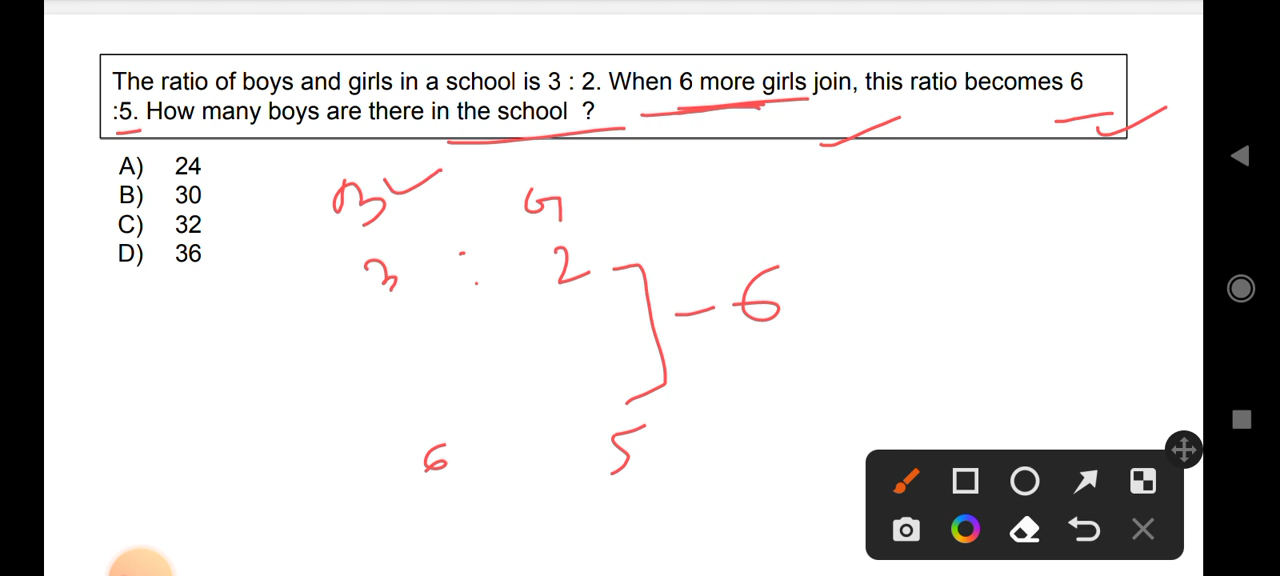 The ratio of boys and girls in a school is 3 : 2. When 6 more girls join, this ratio becomes 6
:5. How many boys are there in the school ?
A) 24
B) 30
C) 32
D) 36
B G
3 : 2
- 6
6 5